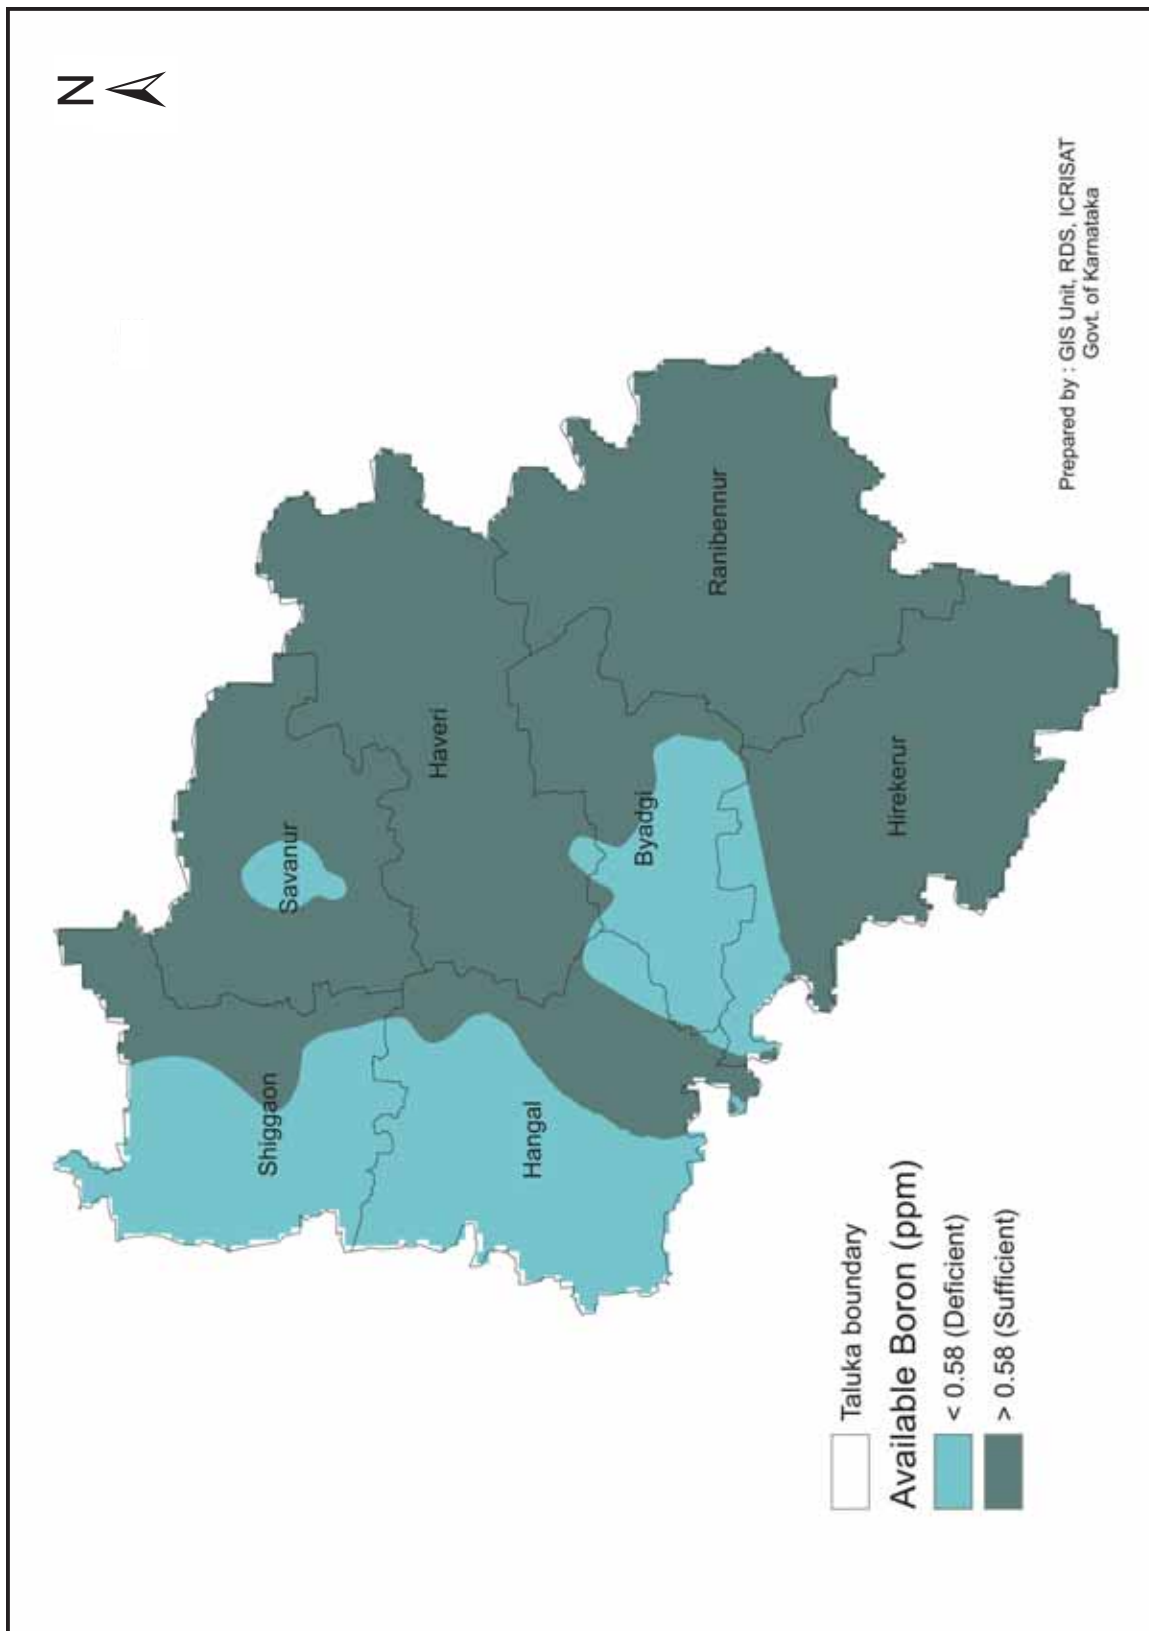 N
Shiggaon
Savanur
Haveri
Hangal
Byadgi
Ranibennur
Hirekerur
Taluka boundary
Available Boron (ppm)
< 0.58 (Deficient)
> 0.58 (Sufficient)
Prepared by : GIS Unit, RDS, ICRISAT
Govt. of Karnataka